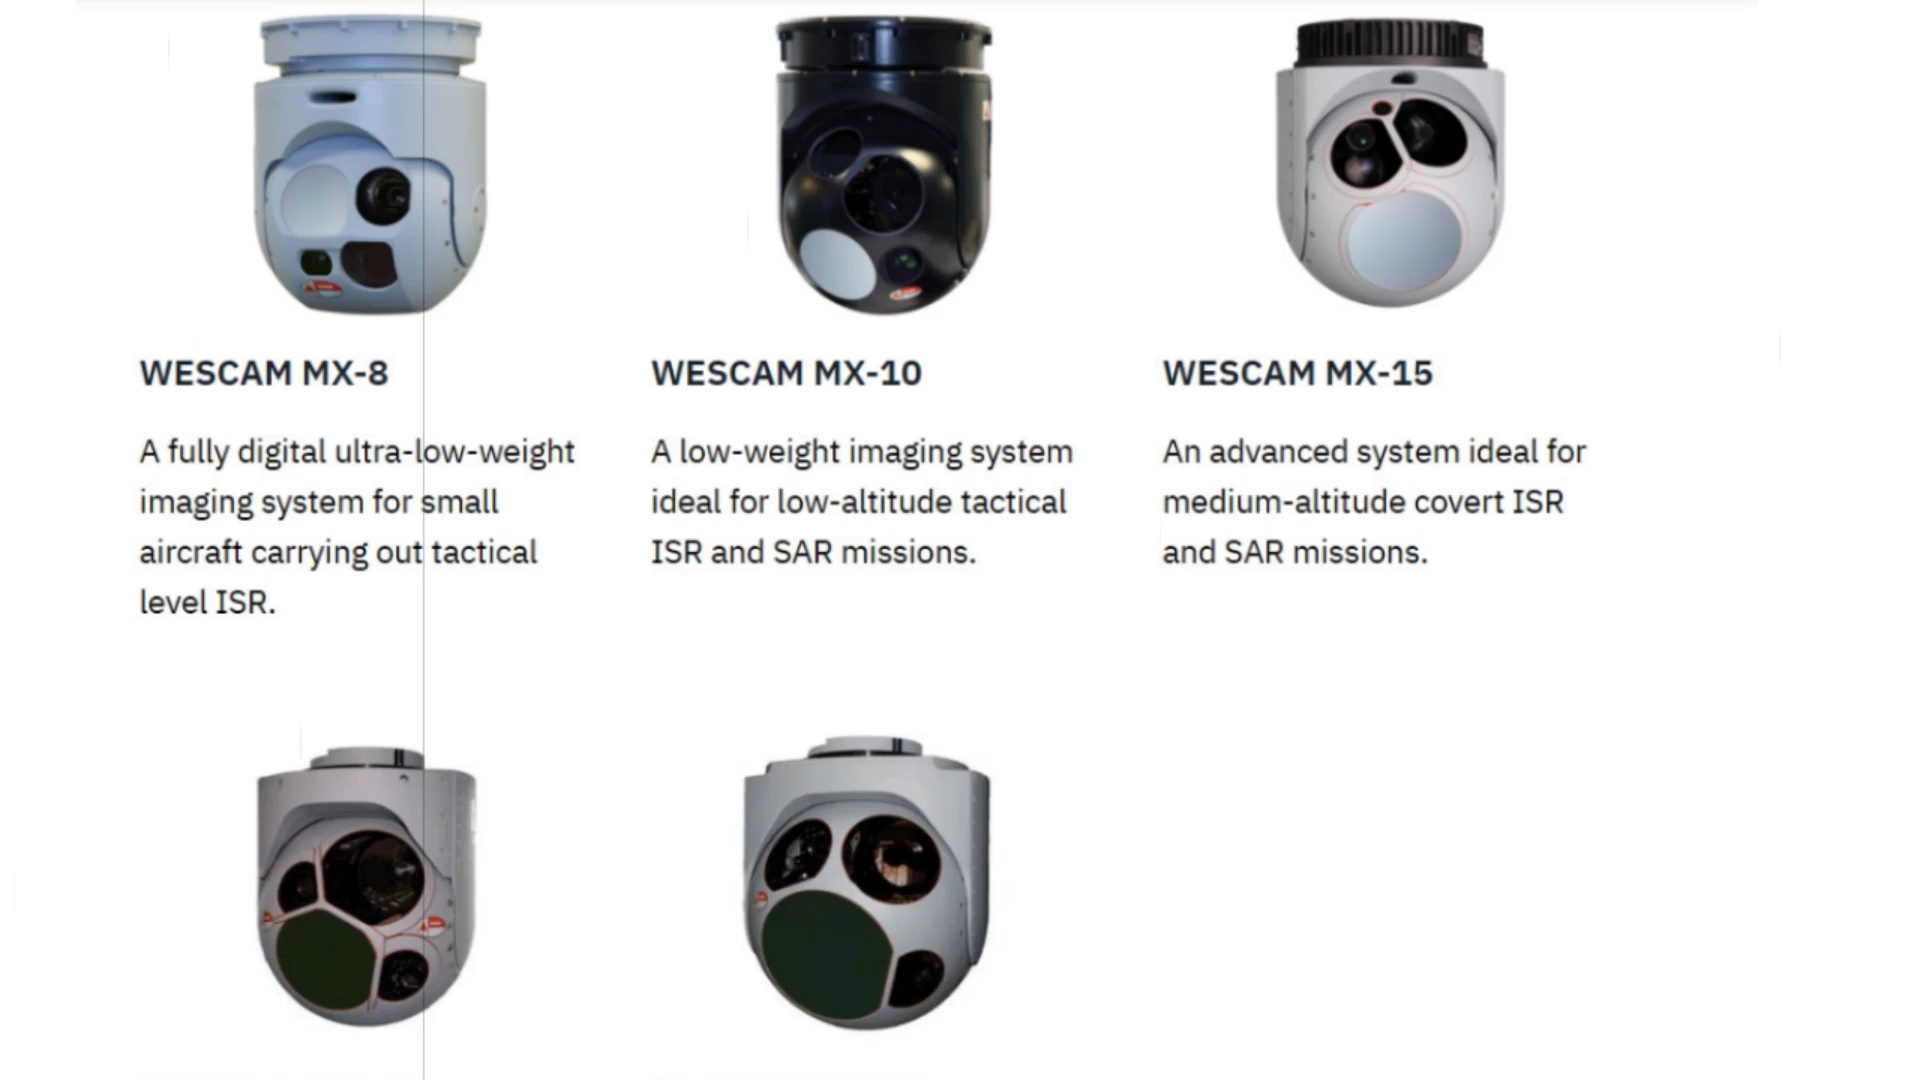 WESCAM MX-8
A fully digital ultra-low-weight
imaging system for small
aircraft carrying out tactical
level ISR.
WESCAM MX-10
A low-weight imaging system
ideal for low-altitude tactical
ISR and SAR missions.
WESCAM MX-15
An advanced system ideal for
medium-altitude covert ISR
and SAR missions.